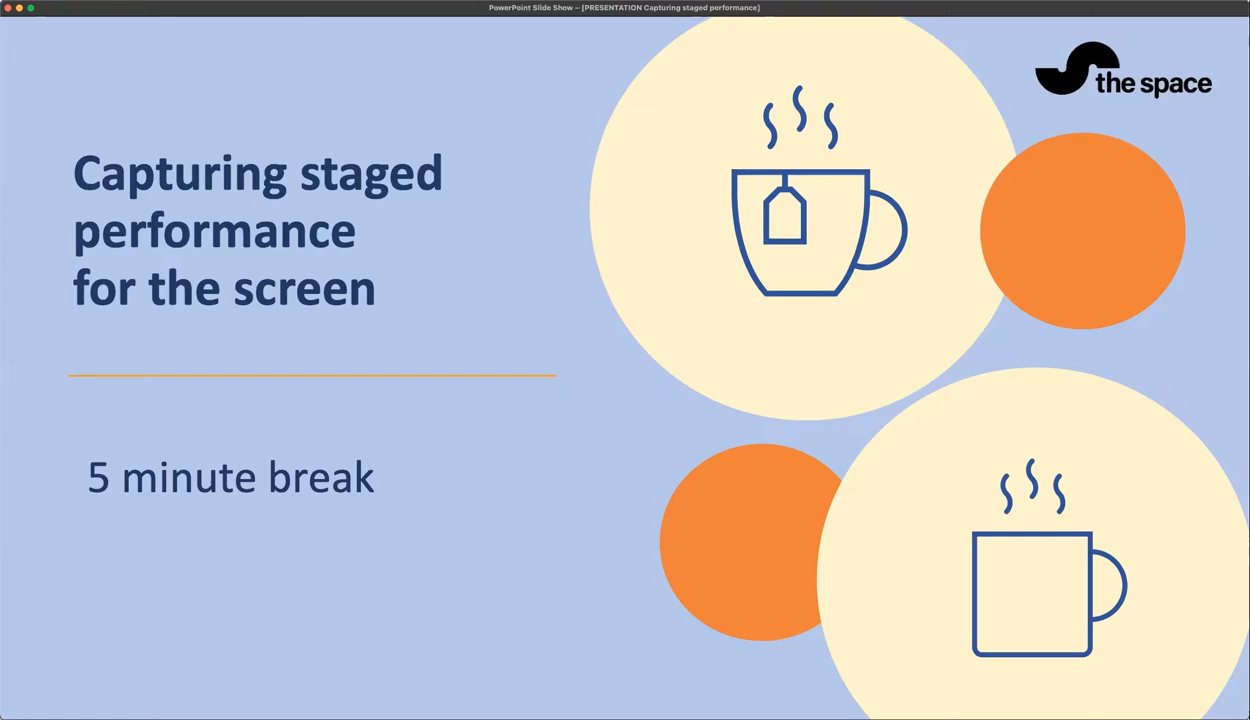 PowerPoint Slide Show – [PRESENTATION Capturing staged performance]
the space
Capturing staged
performance
for the screen
5 minute break